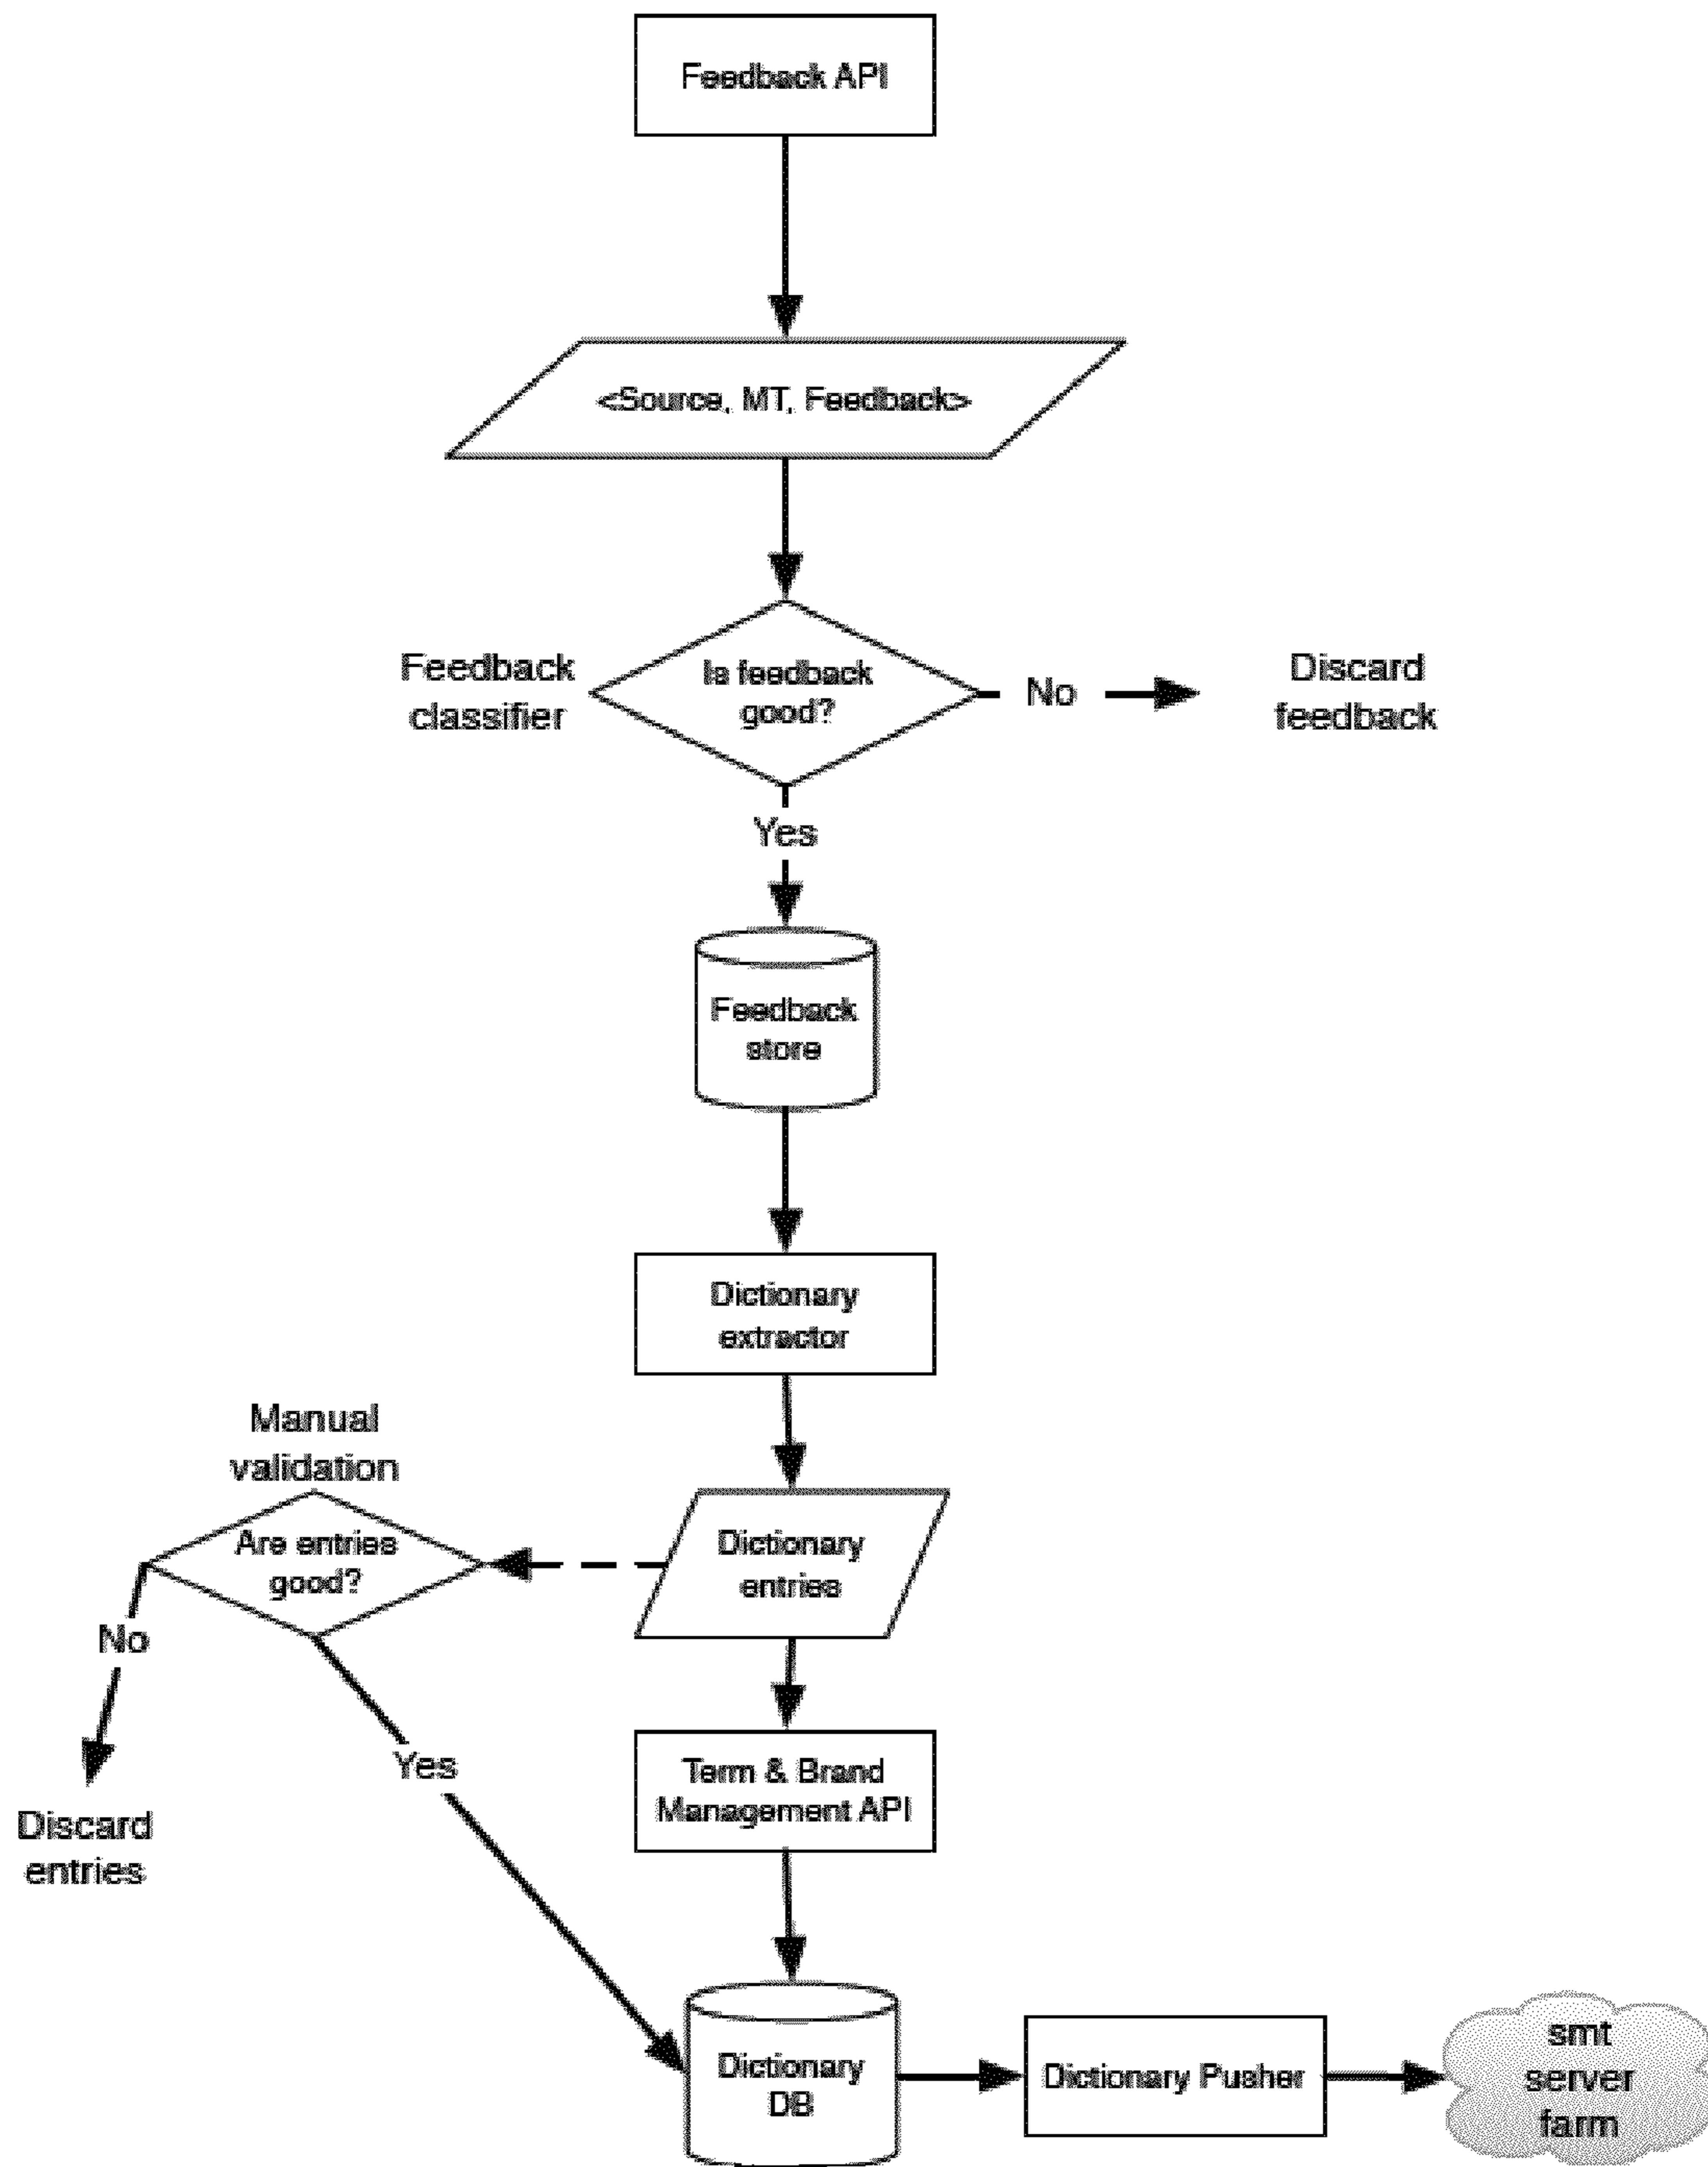 Feedback API
<Source, MT, Feedback>
Feedback
classifier
Is feedback
good?
No
Discard
feedback
Yes
Feedback
store
Dictionary
extractor
Manual
validation
Are entries
good?
Dictionary
entries
No
Yes
Term & Brand
Management API
Discard
entries
Dictionary
DB
Dictionary Pusher
smt
server
farm